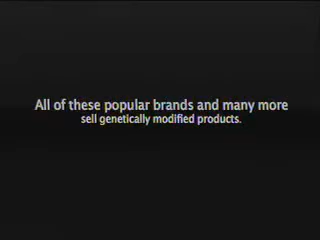 All of these popular brands and many more
sell genetically modified products.